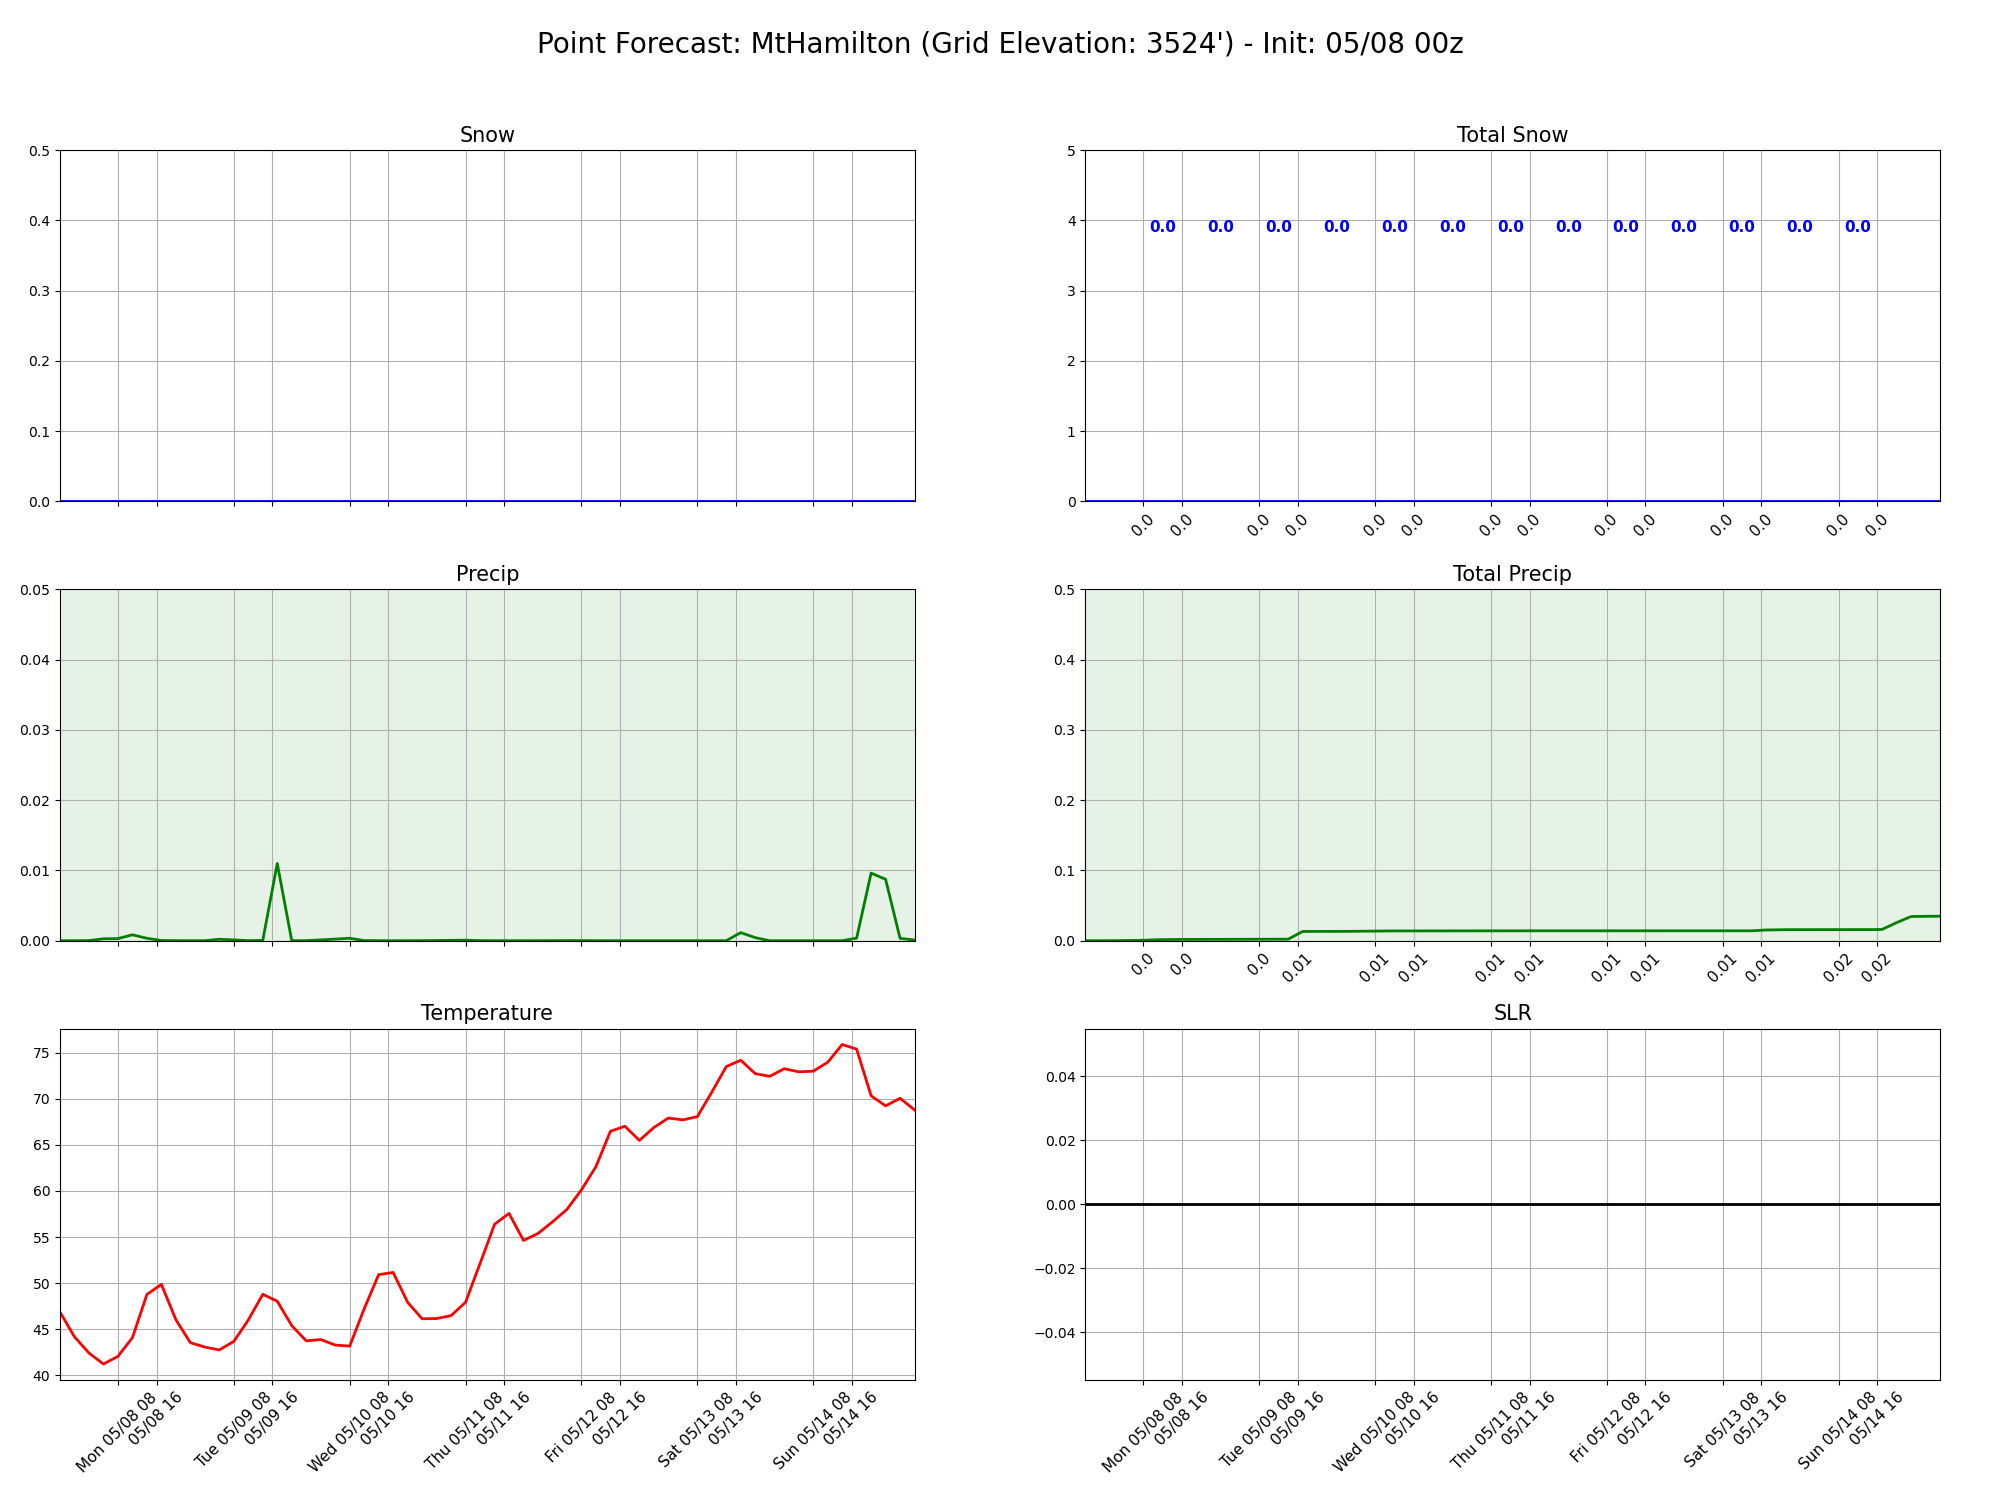 Point Forecast: MtHamilton (Grid Elevation: 3524') - Init: 05/08 00z
Snow
0.5
0.4
0.3
0.2
0.1
0.0
Total Snow
5
4
3
2
1
0
0.0 0.0 0.0 0.0 0.0 0.0 0.0 0.0 0.0 0.0 0.0 0.0 0.0
0.0 0.0 0.0 0.0 0.0 0.0 0.0 0.0 0.0 0.0 0.0 0.0 0.0 0.0
Precip
0.05
0.04
0.03
0.02
0.01
0.00
Total Precip
0.5
0.4
0.3
0.2
0.1
0.0
0.0 0.0 0.0 0.01 0.01 0.01 0.01 0.01 0.01 0.01 0.01 0.01 0.02 0.02
Temperature
75
70
65
60
55
50
45
40
Mon 05/08 08
05/08 16
Tue 05/09 08
05/09 16
Wed 05/10 08
05/10 16
Thu 05/11 08
05/11 16
Fri 05/12 08
05/12 16
Sat 05/13 08
05/13 16
Sun 05/14 08
05/14 16
SLR
0.04
0.02
0.00
−0.02
−0.04
Mon 05/08 08
05/08 16
Tue 05/09 08
05/09 16
Wed 05/10 08
05/10 16
Thu 05/11 08
05/11 16
Fri 05/12 08
05/12 16
Sat 05/13 08
05/13 16
Sun 05/14 08
05/14 16